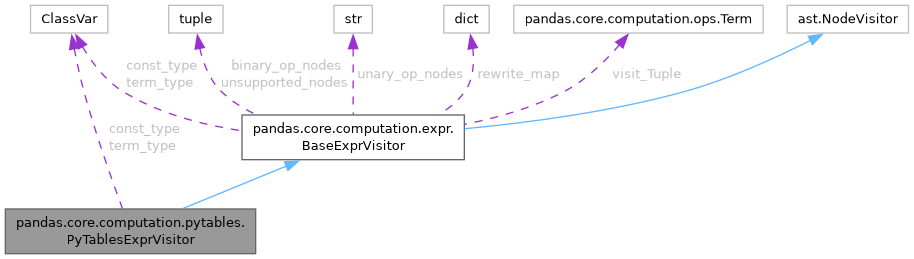 ClassVar
tuple
str
dict
pandas.core.computation.ops.Term
ast.NodeVisitor
const_type
term_type
binary_op_nodes
unsupported_nodes
unary_op_nodes
rewrite_map
visit_Tuple
const_type
term_type
pandas.core.computation.expr.
BaseExprVisitor
pandas.core.computation.pytables.
PyTablesExprVisitor